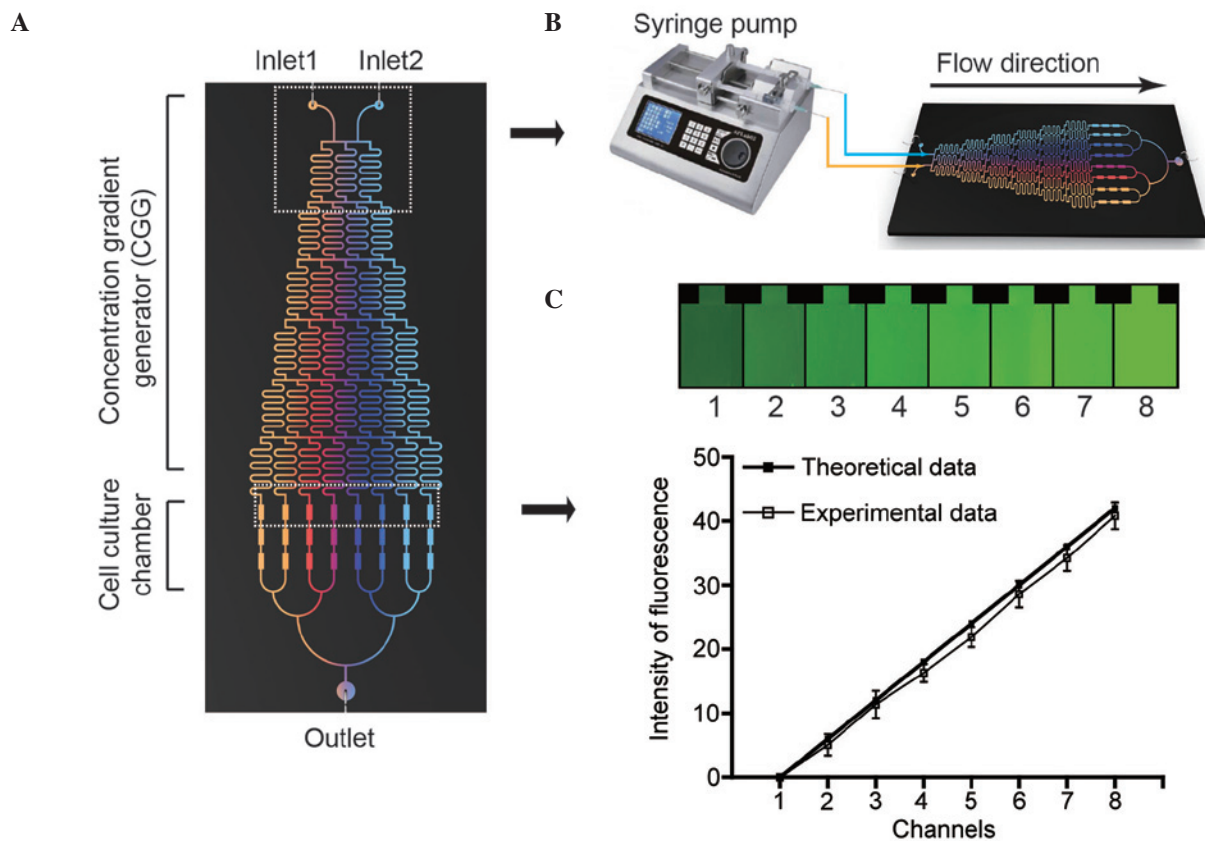 A
Inlet1 Inlet2
Concentration gradient
generator (CGG)
Cell culture
chamber
Outlet
B
Syringe pump
Flow direction
C
1 2 3 4 5 6 7 8
Theoretical data
Experimental data
Intensity of fluorescence
50
40
30
20
10
0
1 2 3 4 5 6 7 8
Channels